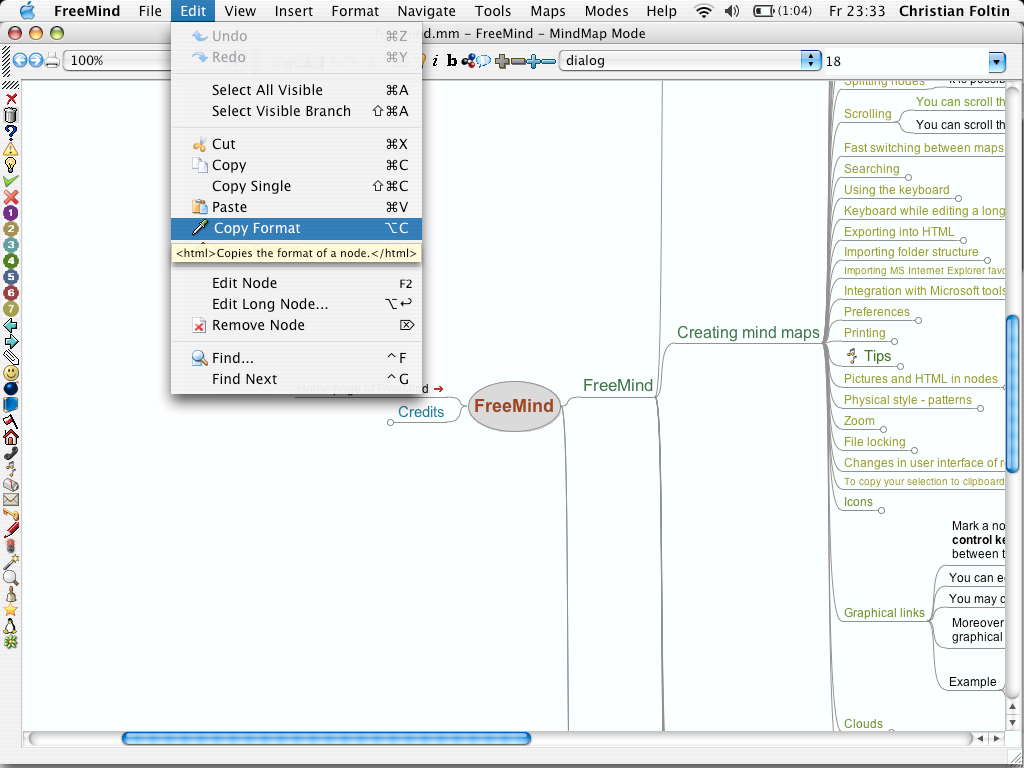 FreeMind File Edit View Insert Format Navigate Tools Maps Modes Help (1:04) Fr 23:33 Christian Foltin
d.mm – FreeMind – MindMap Mode
100% i b dialog 18
Undo ⌘Z
Redo ⌘Y
Select All Visible ⌘A
Select Visible Branch ⇧⌘A
Cut ⌘X
Copy ⌘C
Copy Single ⇧⌘C
Paste ⌘V
Copy Format ⌥C
<html>Copies the format of a node.</html>
Edit Node F2
Edit Long Node... ⌥↩
Remove Node ⌦
Find... ^F
Find Next ^G
1
2
3
4
5
6
7
Home page of FreeMind
Credits
FreeMind
FreeMind
Creating mind maps
Splitting nodes
Scrolling
You can scroll th
You can scroll th
Fast switching between maps
Searching
Using the keyboard
Keyboard while editing a long
Exporting into HTML
Importing folder structure
Importing MS Internet Explorer favo
Integration with Microsoft tools
Preferences
Printing
Tips
Pictures and HTML in nodes
Physical style - patterns
Zoom
File locking
Changes in user interface of r
To copy your selection to clipboard
Icons
Mark a no
control ke
between t
You can e
You may c
Graphical links
Moreover
graphical
Example
Clouds